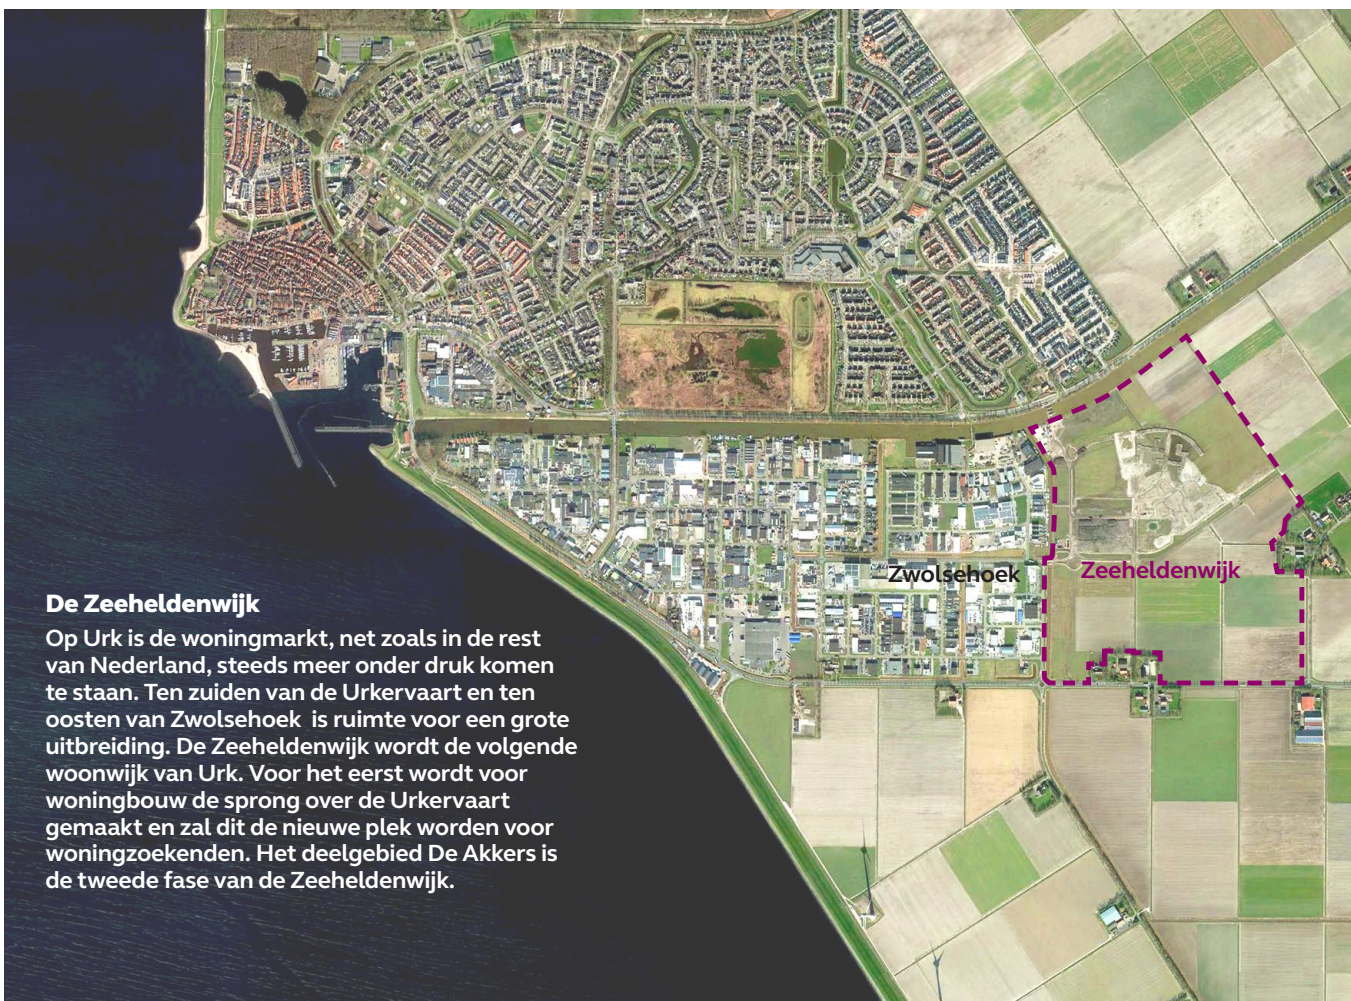 Zwolsehoek
Zeeheldenwijk
De Zeeheldenwijk
Op Urk is de woningmarkt, net zoals in de rest
van Nederland, steeds meer onder druk komen
te staan. Ten zuiden van de Urkervaart en ten
oosten van Zwolsehoek is ruimte voor een grote
uitbreiding. De Zeeheldenwijk wordt de volgende
woonwijk van Urk. Voor het eerst wordt voor
woningbouw de sprong over de Urkervaart
gemaakt en zal dit de nieuwe plek worden voor
woningzoekenden. Het deelgebied De Akkers is
de tweede fase van de Zeeheldenwijk.